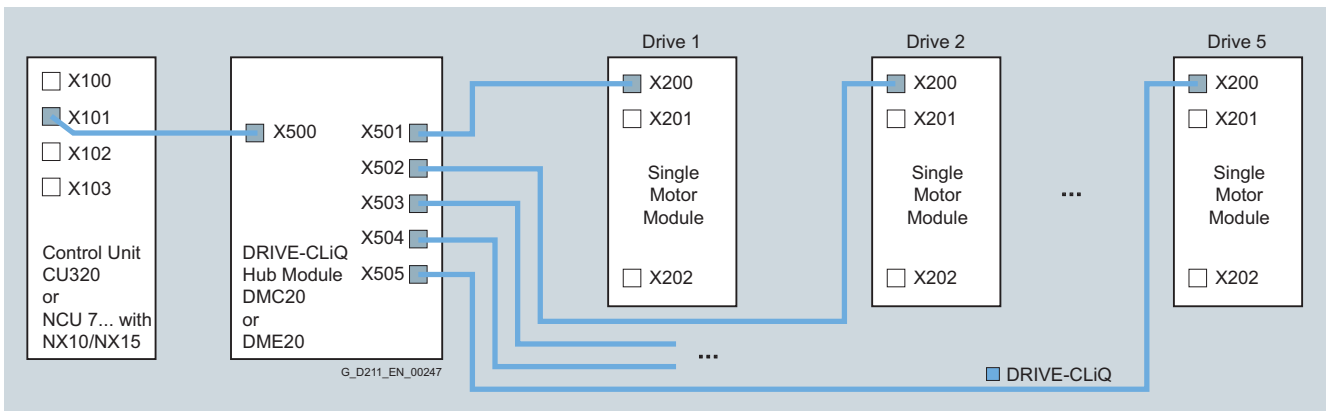 Drive 1
Drive 2
Drive 5
X100
X101
X102
X103
Control Unit
CU320
or
NCU 7... with
NX10/NX15
X500
X501
X502
X503
X504
X505
DRIVE-CLiQ
Hub Module
DMC20
or
DME20
G_D211_EN_00247
X200
X201
Single
Motor
Module
X202
X200
X201
Single
Motor
Module
X202
...
X200
X201
Single
Motor
Module
X202
...
DRIVE-CLiQ